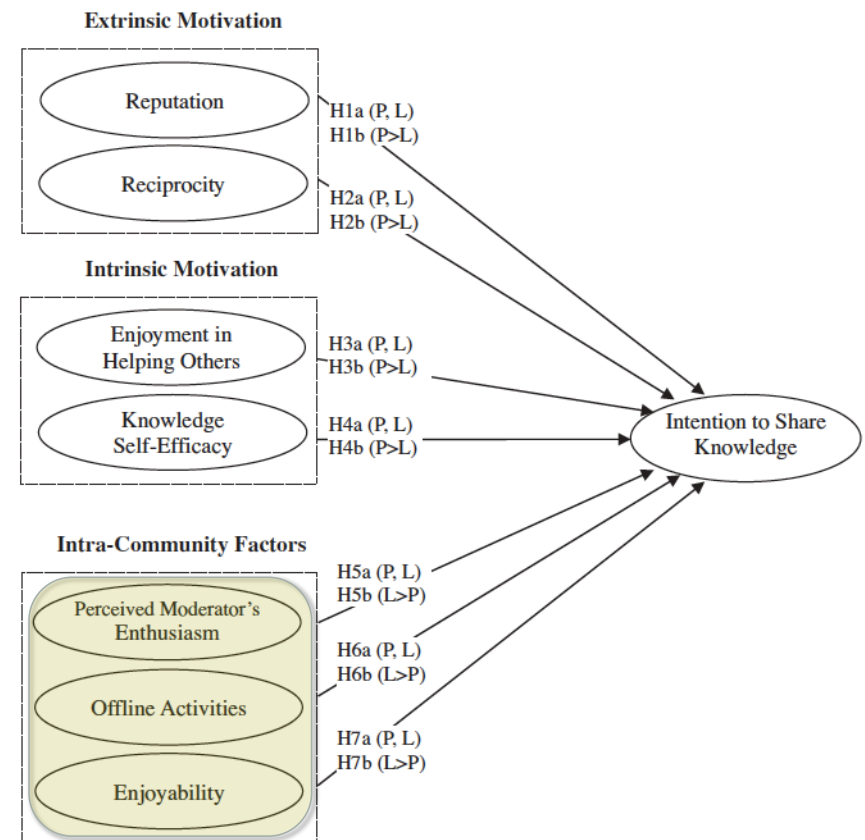 Extrinsic Motivation
Reputation
H1a (P, L)
H1b (P>L)
Reciprocity
H2a (P, L)
H2b (P>L)
Intrinsic Motivation
Enjoyment in
Helping Others
H3a (P, L)
H3b (P>L)
Knowledge
Self-Efficacy
H4a (P, L)
H4b (P>L)
Intention to Share
Knowledge
Intra-Community Factors
Perceived Moderator’s
Enthusiasm
H5a (P, L)
H5b (L>P)
Offline Activities
H6a (P, L)
H6b (L>P)
Enjoyability
H7a (P, L)
H7b (L>P)